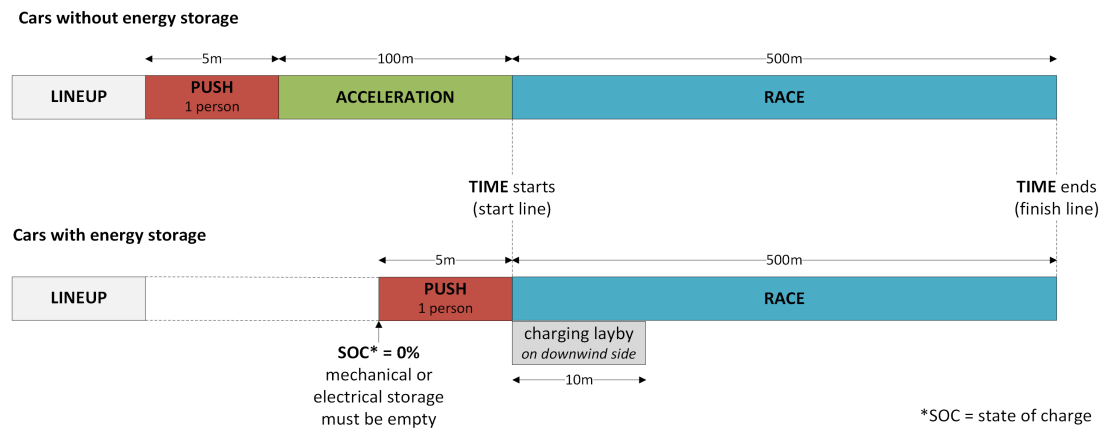 Cars without energy storage
5m
100m
500m
LINEUP
PUSH
1 person
ACCELERATION
RACE
TIME starts
(start line)
TIME ends
(finish line)
Cars with energy storage
5m
500m
LINEUP
PUSH
1 person
RACE
charging layby
on downwind side
SOC* = 0%
mechanical or
electrical storage
must be empty
10m
*SOC = state of charge